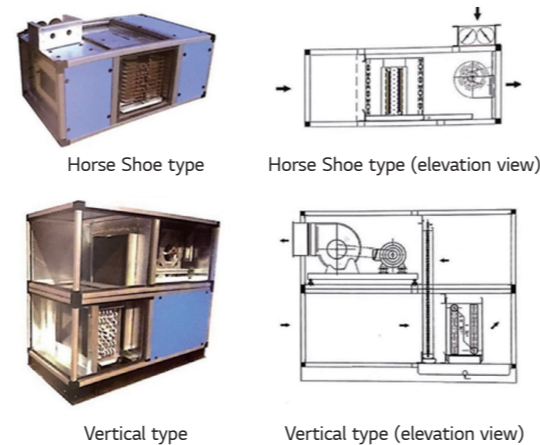 Horse Shoe type
Horse Shoe type (elevation view)
Vertical type
Vertical type (elevation view)